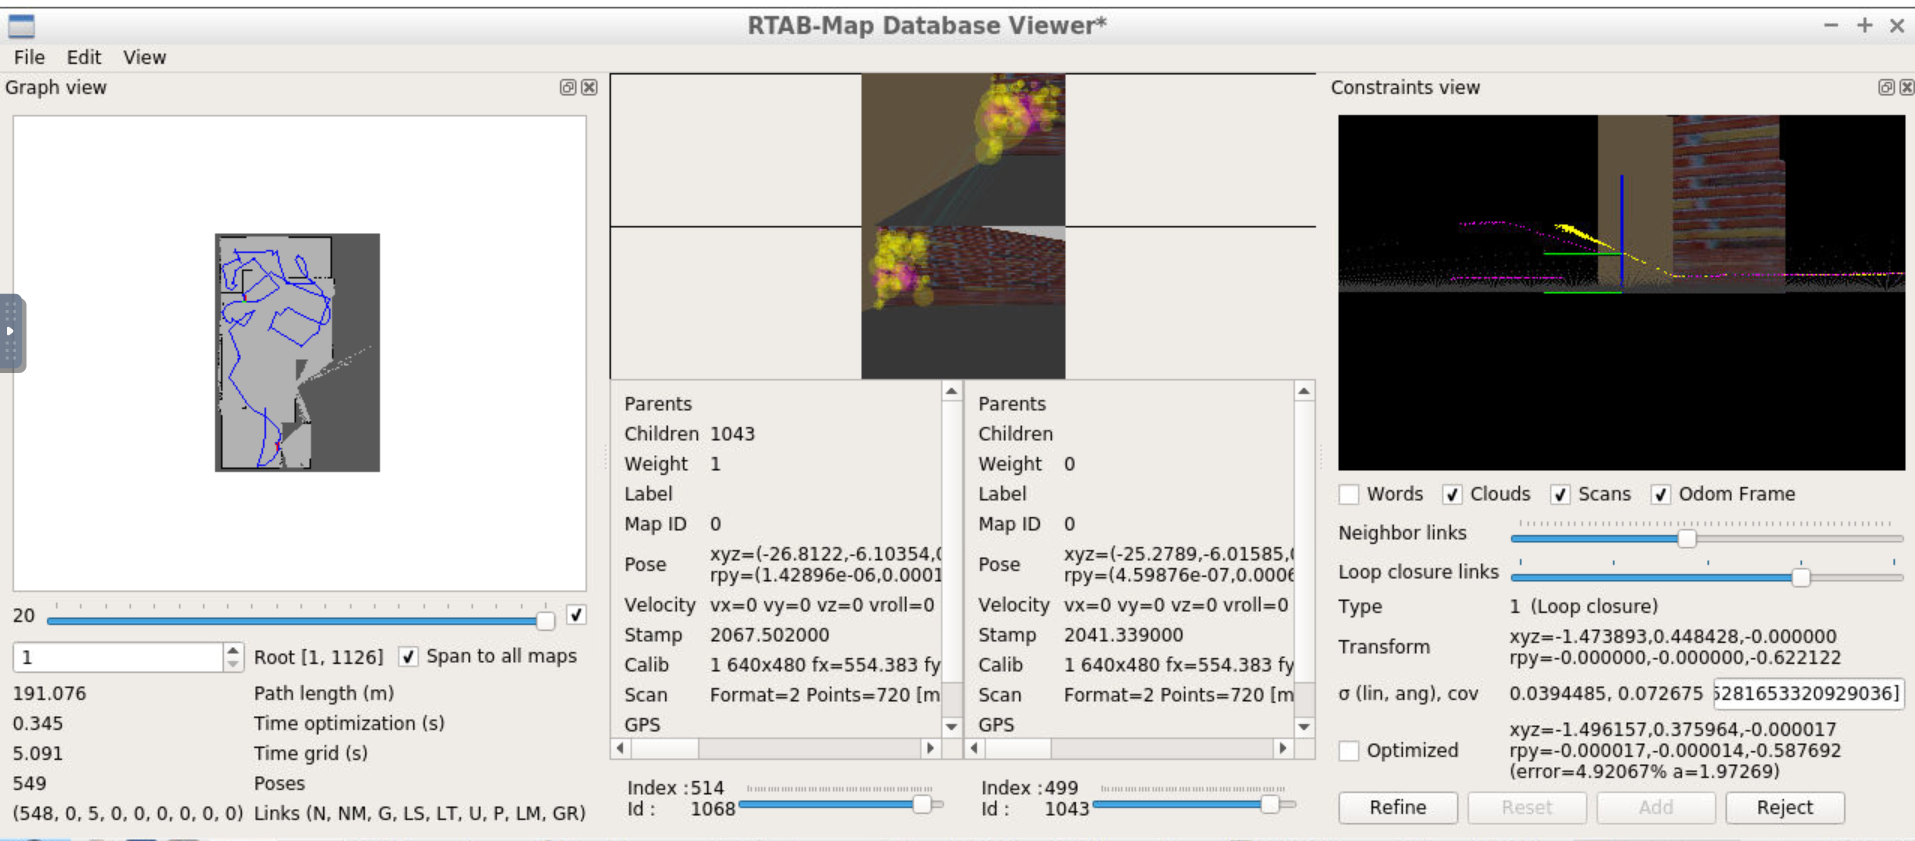 RTAB-Map Database Viewer*
File Edit View
Graph view
20
1 Root [1, 1126] Span to all maps
191.076 Path length (m)
0.345 Time optimization (s)
5.091 Time grid (s)
549 Poses
(548, 0, 5, 0, 0, 0, 0, 0, 0) Links (N, NM, G, LS, LT, U, P, LM, GR)
Parents
Children 1043
Weight 1
Label
Map ID 0
Pose xyz=(-26.8122,-6.10354,0
rpy=(1.42896e-06,0.0001
Velocity vx=0 vy=0 vz=0 vroll=0
Stamp 2067.502000
Calib 1 640x480 fx=554.383 fy
Scan Format=2 Points=720 [m
GPS
Index : 514
Id : 1068
Parents
Children
Weight 0
Label
Map ID 0
Pose xyz=(-25.2789,-6.01585,0
rpy=(4.59876e-07,0.0006
Velocity vx=0 vy=0 vz=0 vroll=0
Stamp 2041.339000
Calib 1 640x480 fx=554.383 fy
Scan Format=2 Points=720 [m
GPS
Index : 499
Id : 1043
Constraints view
Words Clouds Scans Odom Frame
Neighbor links
Loop closure links
Type 1 (Loop closure)
Transform xyz=-1.473893,0.448428,-0.000000
rpy=-0.000000,-0.000000,-0.622122
σ (lin, ang), cov 0.0394485, 0.072675 5281653320929036]
Optimized xyz=-1.496157,0.375964,-0.000017
rpy=-0.000017,-0.000014,-0.587692
(error=4.92067% a=1.97269)
Refine Reset Add Reject